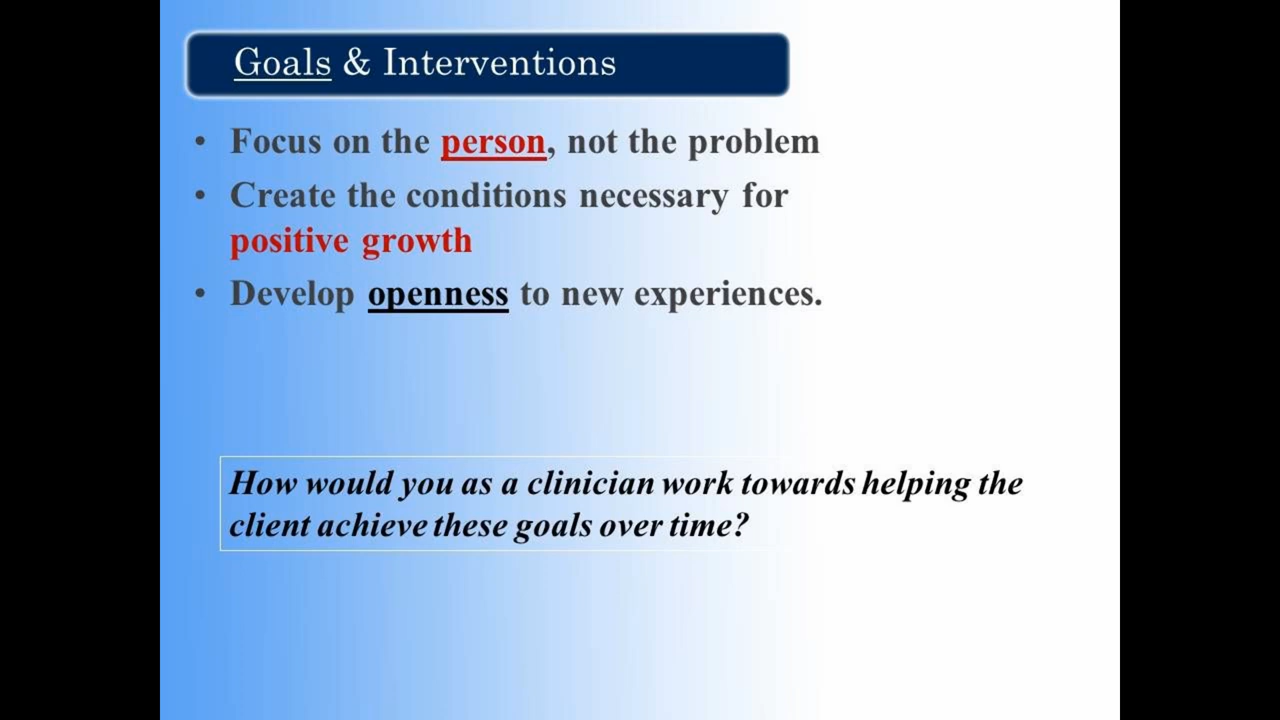 Goals & Interventions
• Focus on the person, not the problem
• Create the conditions necessary for
positive growth
• Develop openness to new experiences.
How would you as a clinician work towards helping the
client achieve these goals over time?